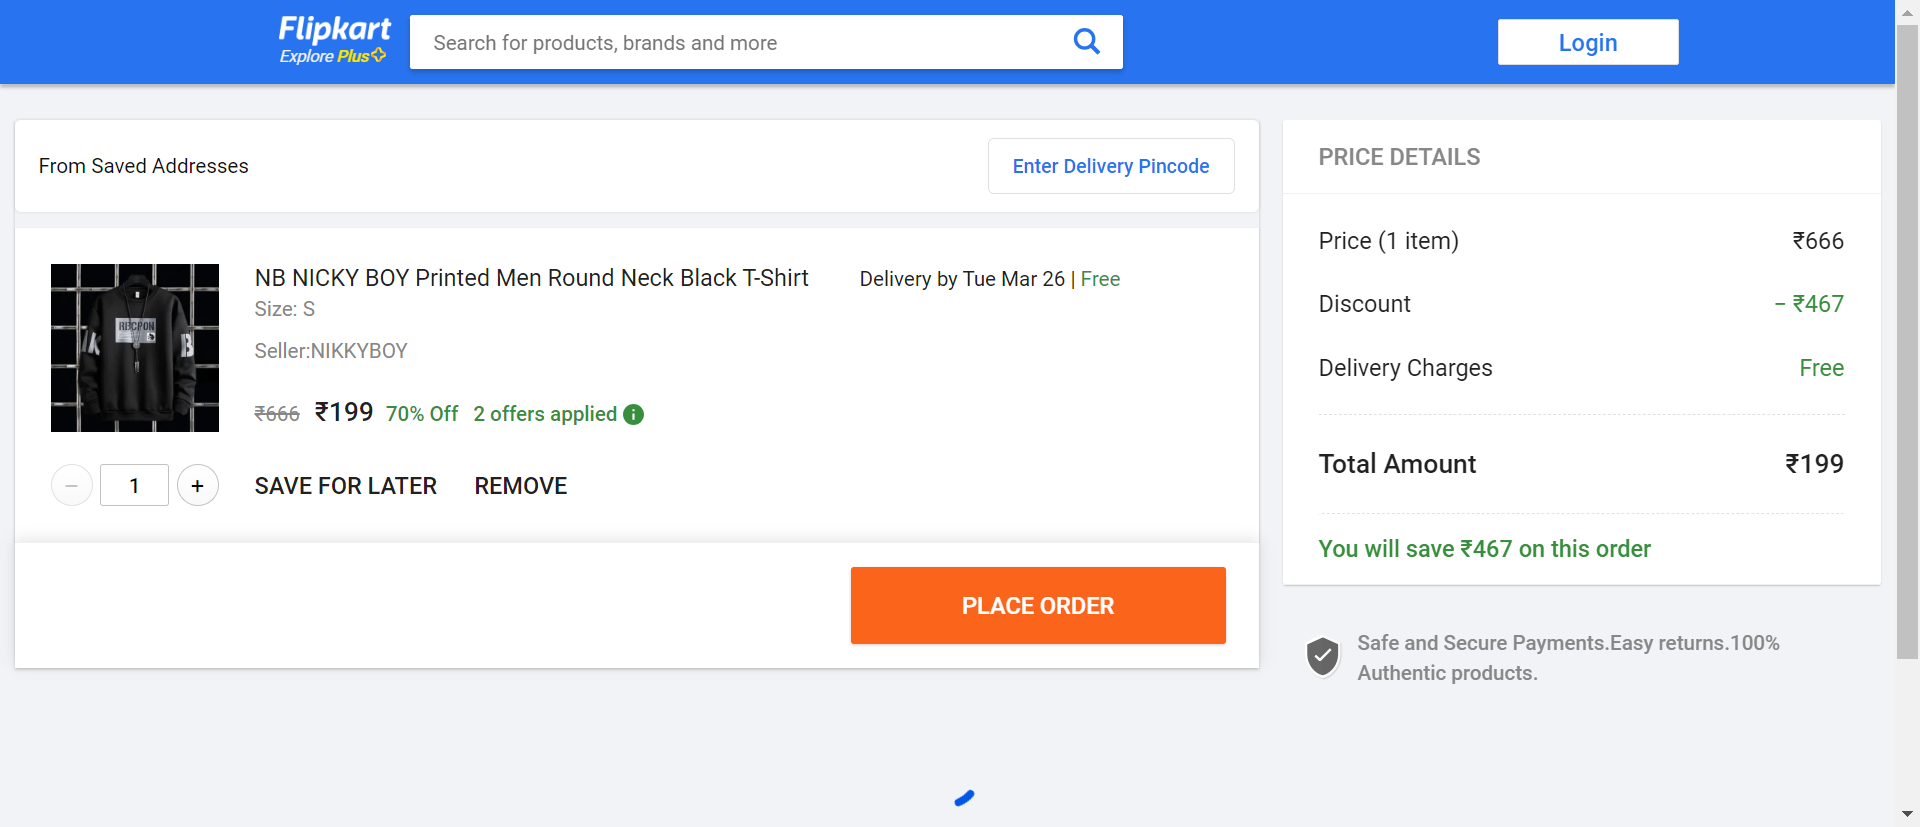 Flipkart
Explore Plus
Search for products, brands and more
Login
From Saved Addresses
Enter Delivery Pincode
NB NICKY BOY Printed Men Round Neck Black T-Shirt
Size: S
Seller:NIKKYBOY
₹666 ₹199 70% Off 2 offers applied
Delivery by Tue Mar 26 | Free
− 1 +
SAVE FOR LATER REMOVE
PLACE ORDER
PRICE DETAILS
Price (1 item) ₹666
Discount − ₹467
Delivery Charges Free
Total Amount ₹199
You will save ₹467 on this order
Safe and Secure Payments.Easy returns.100%
Authentic products.